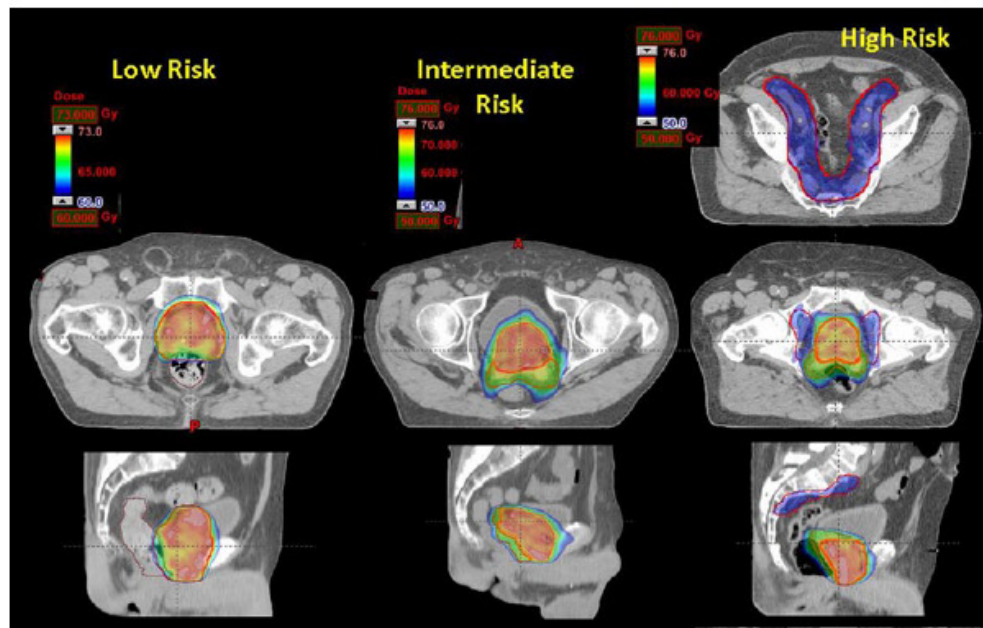 Low Risk
Dose
73.000 Gy
73.0
65.000
60.0
60.000 Gy
Intermediate
Risk
Dose
76.000 Gy
76.0
70.000
60.000
50.0
50.000 Gy
High Risk
76.000 Gy
76.0
60.000 Gy
50.0
50.000 Gy
A
P